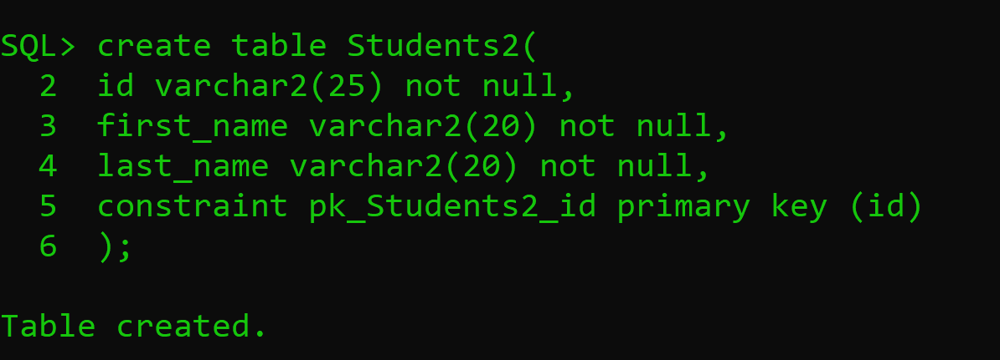 SQL> create table Students2(
2 id varchar2(25) not null,
3 first_name varchar2(20) not null,
4 last_name varchar2(20) not null,
5 constraint pk_Students2_id primary key (id)
6 );
Table created.